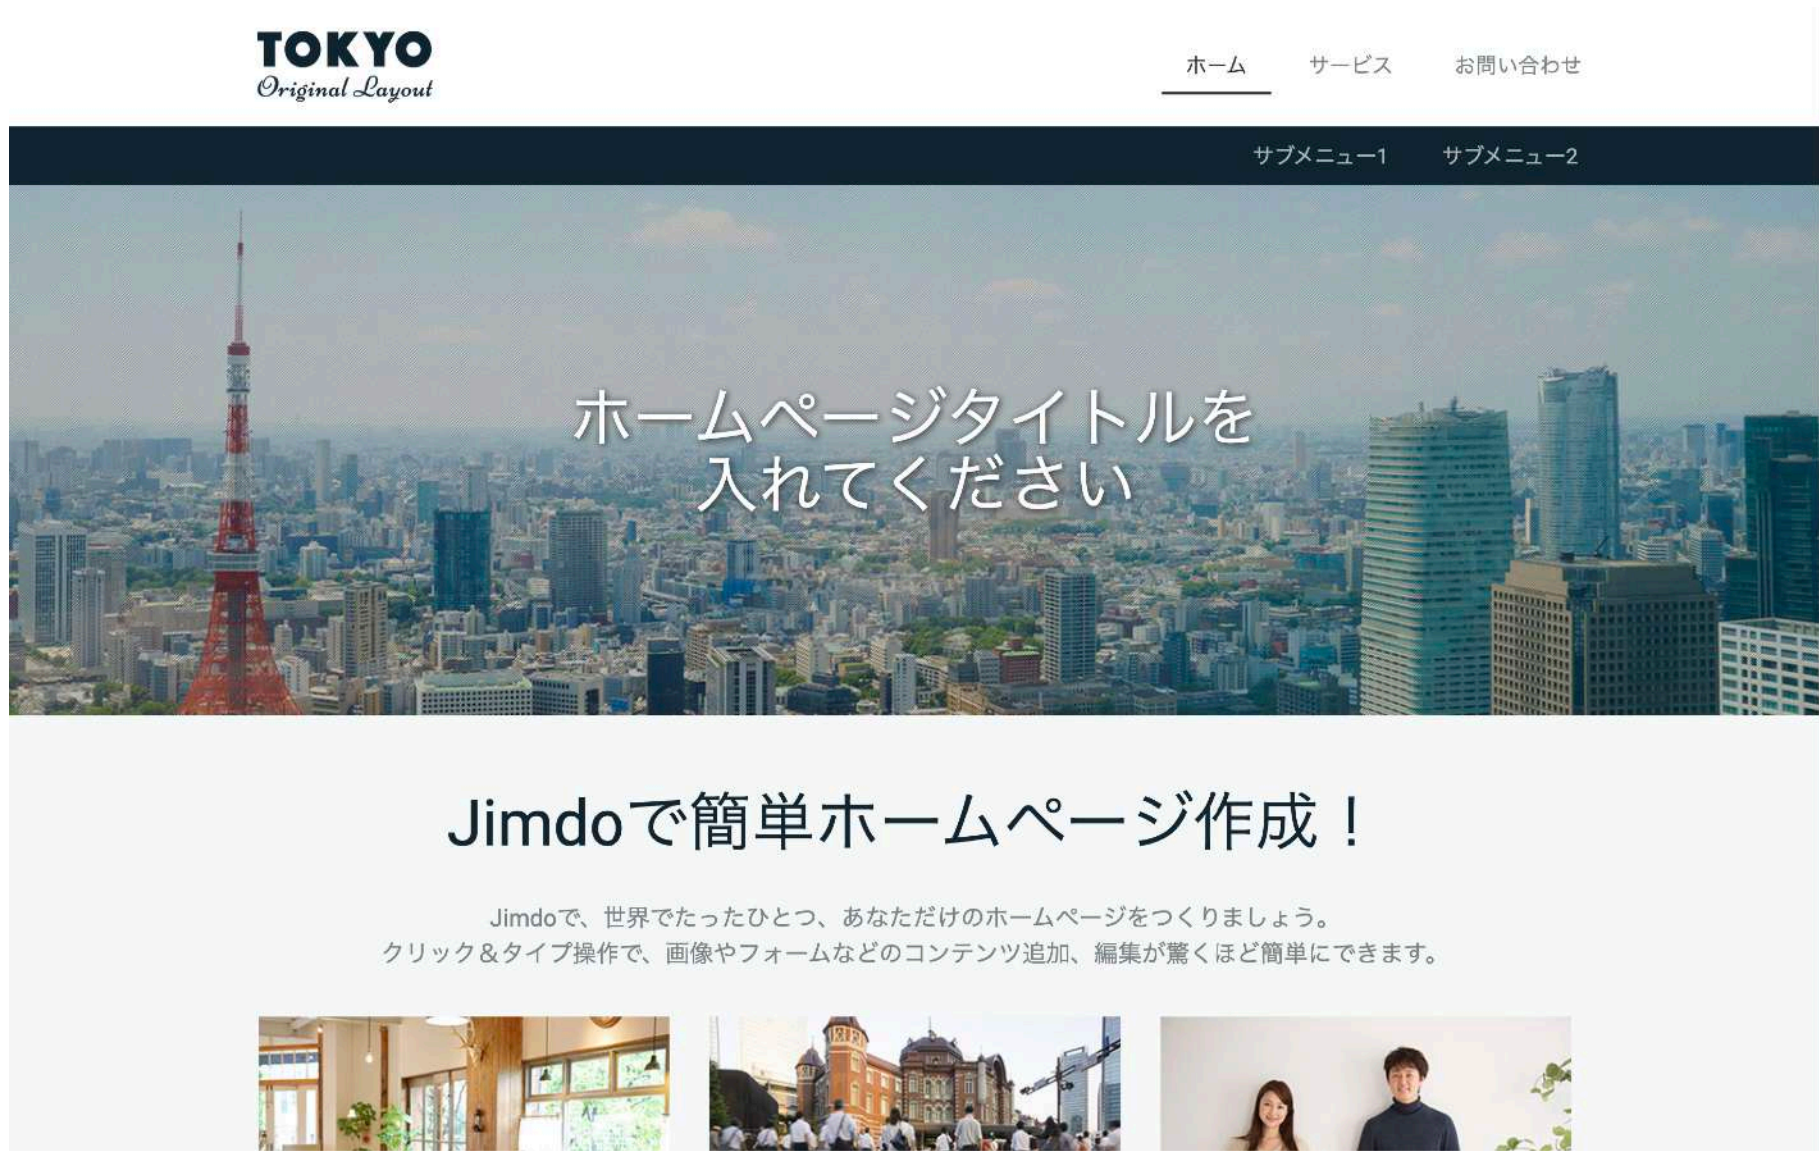 TOKYO
Original Layout
ホーム
サービス
お問い合わせ
サブメニュー1
サブメニュー2
ホームページタイトルを
入れてください
Jimdoで簡単ホームページ作成！
Jimdoで、世界でたったひとつ、あなただけのホームページをつくりましょう。
クリック＆タイプ操作で、画像やフォームなどのコンテンツ追加、編集が驚くほど簡単にできます。